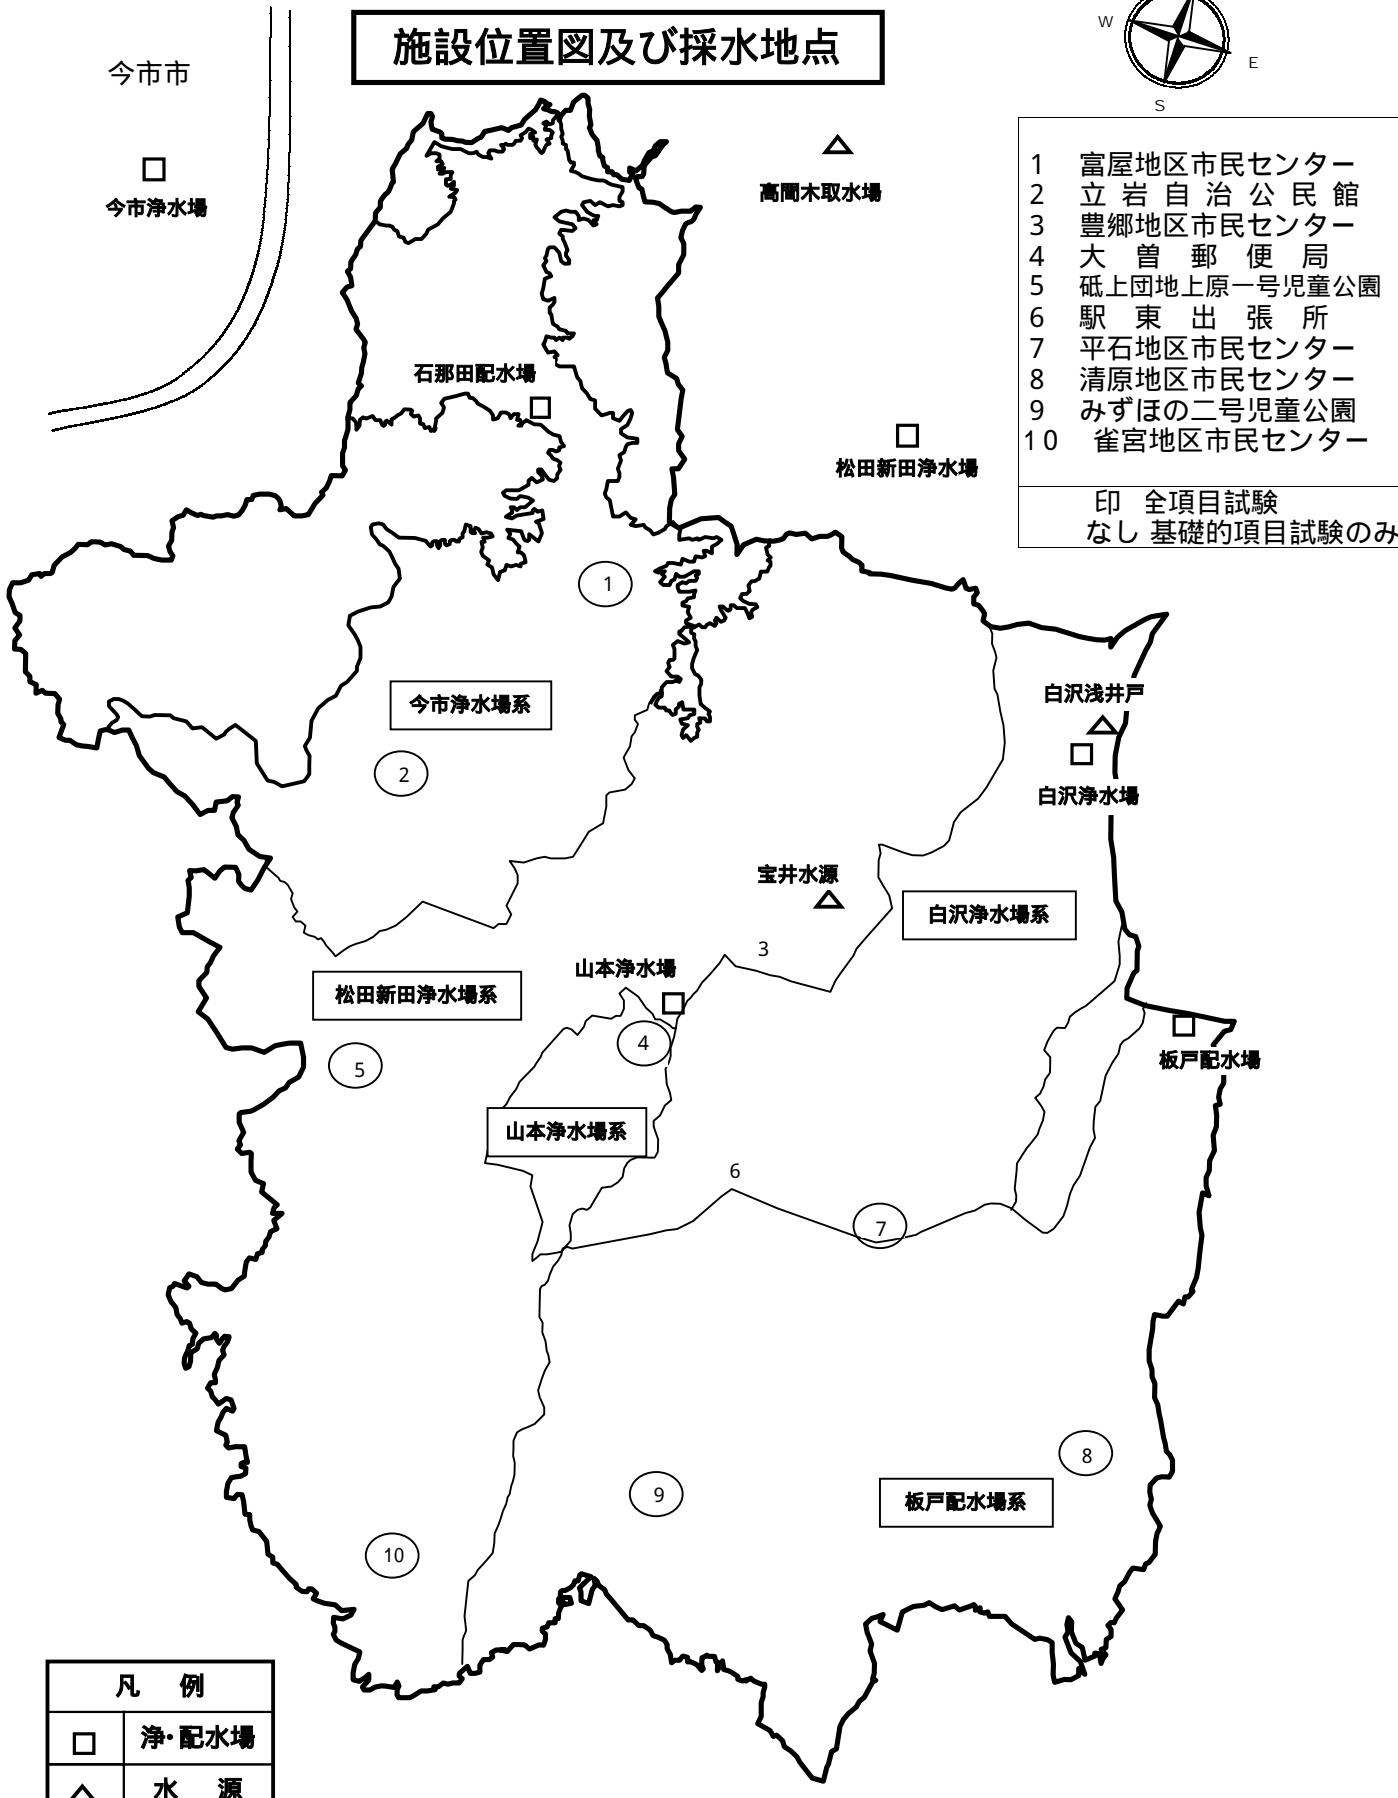 施設位置図及び採水地点
W
E
S
今市市
今市浄水場
高間木取水場
1 富屋地区市民センター
2 立岩自治公民館
3 豊郷地区市民センター
4 大曽郵便局
5 砥上団地上原一号児童公園
6 駅東出張所
7 平石地区市民センター
8 清原地区市民センター
9 みずほの二号児童公園
10 雀宮地区市民センター
印 全項目試験
なし 基礎的項目試験のみ
石那田配水場
松田新田浄水場
1
今市浄水場系
白沢浅井戸
2
白沢浄水場
宝井水源
白沢浄水場系
3
山本浄水場
松田新田浄水場系
4
板戸配水場
5
山本浄水場系
6
7
8
9
板戸配水場系
10
凡例
浄・配水場
水源